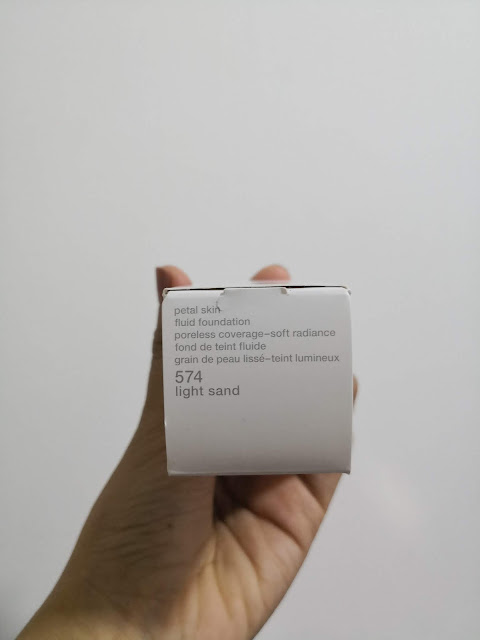 petal skin
fluid foundation
poreless coverage–soft radiance
fond de teint fluide
grain de peau lissé–teint lumineux
574
light sand